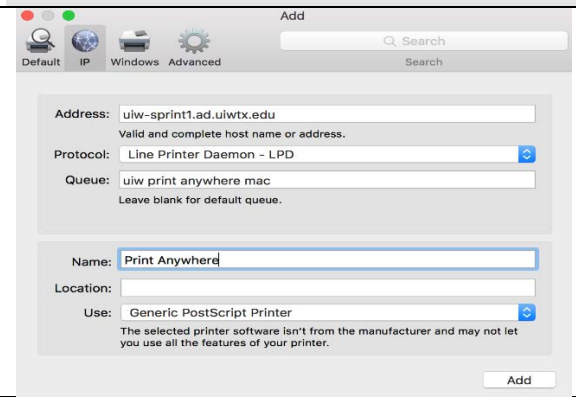 Add
Search
Default IP Windows Advanced Search
Address: uiw-sprint1.ad.uiwtx.edu
Valid and complete host name or address.
Protocol: Line Printer Daemon - LPD
Queue: uiw print anywhere mac
Leave blank for default queue.
Name: Print Anywhere
Location:
Use: Generic PostScript Printer
The selected printer software isn't from the manufacturer and may not let
you use all the features of your printer.
Add